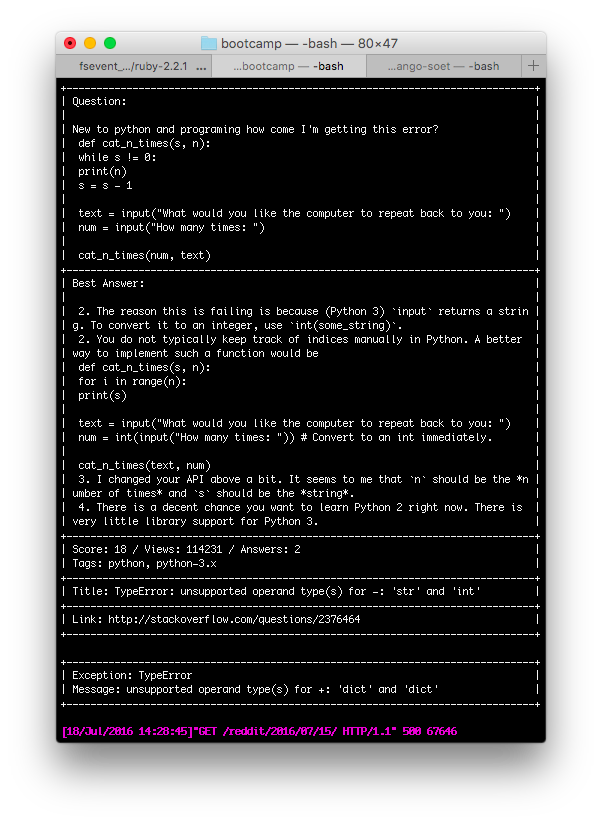 bootcamp — -bash — 80×47
fsevent_.../ruby-2.2.1 ...
...bootcamp — -bash
...ango-soet — -bash
+
Question:
New to python and programing how come I'm getting this error?
def cat_n_times(s, n):
while s != 0:
print(n)
s = s - 1
text = input("What would you like the computer to repeat back to you: ")
num = input("How many times: ")
cat_n_times(num, text)
Best Answer:
2. The reason this is failing is because (Python 3) `input` returns a strin
g. To convert it to an integer, use `int(some_string)`.
2. You do not typically keep track of indices manually in Python. A better
way to implement such a function would be
def cat_n_times(s, n):
for i in range(n):
print(s)
text = input("What would you like the computer to repeat back to you: ")
num = int(input("How many times: ")) # Convert to an int immediately.
cat_n_times(text, num)
3. I changed your API above a bit. It seems to me that `n` should be the *n
umber of times* and `s` should be the *string*.
4. There is a decent chance you want to learn Python 2 right now. There is
very little library support for Python 3.
Score: 18 / Views: 114231 / Answers: 2
Tags: python, python-3.x
Title: TypeError: unsupported operand type(s) for -: 'str' and 'int'
Link: http://stackoverflow.com/questions/2376464
Exception: TypeError
Message: unsupported operand type(s) for +: 'dict' and 'dict'
[18/Jul/2016 14:28:45]"GET /reddit/2016/07/15/ HTTP/1.1" 500 67646